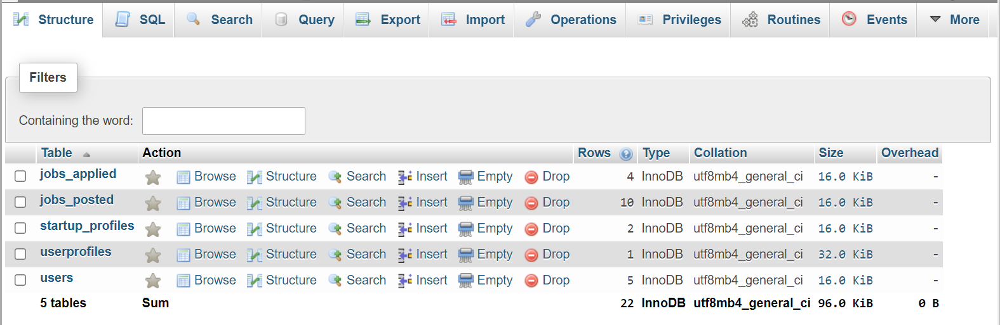 Structure SQL Search Query Export Import Operations Privileges Routines Events More
Filters
Containing the word:
Table Action Rows Type Collation Size Overhead
jobs_applied Browse Structure Search Insert Empty Drop 4 InnoDB utf8mb4_general_ci 16.0 KiB -
jobs_posted Browse Structure Search Insert Empty Drop 10 InnoDB utf8mb4_general_ci 16.0 KiB -
startup_profiles Browse Structure Search Insert Empty Drop 2 InnoDB utf8mb4_general_ci 16.0 KiB -
userprofiles Browse Structure Search Insert Empty Drop 1 InnoDB utf8mb4_general_ci 32.0 KiB -
users Browse Structure Search Insert Empty Drop 5 InnoDB utf8mb4_general_ci 16.0 KiB -
5 tables Sum 22 InnoDB utf8mb4_general_ci 96.0 KiB 0 B